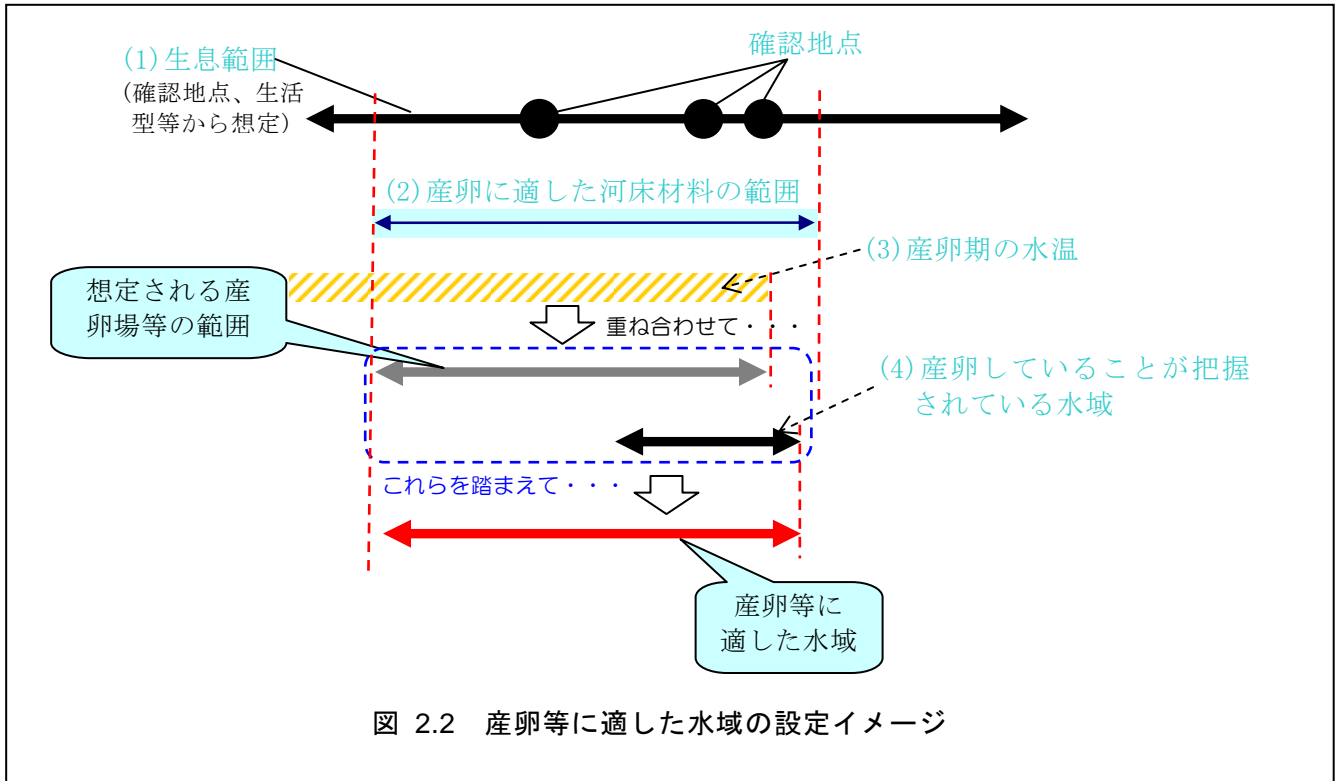 (1)生息範囲
(確認地点、生活
型等から想定)
確認地点
(2)産卵に適した河床材料の範囲
(3)産卵期の水温
想定される産
卵場等の範囲
重ね合わせて・・・
(4)産卵していることが把握
されている水域
これらを踏まえて・・・
産卵等に
適した水域
図 2.2 産卵等に適した水域の設定イメージ